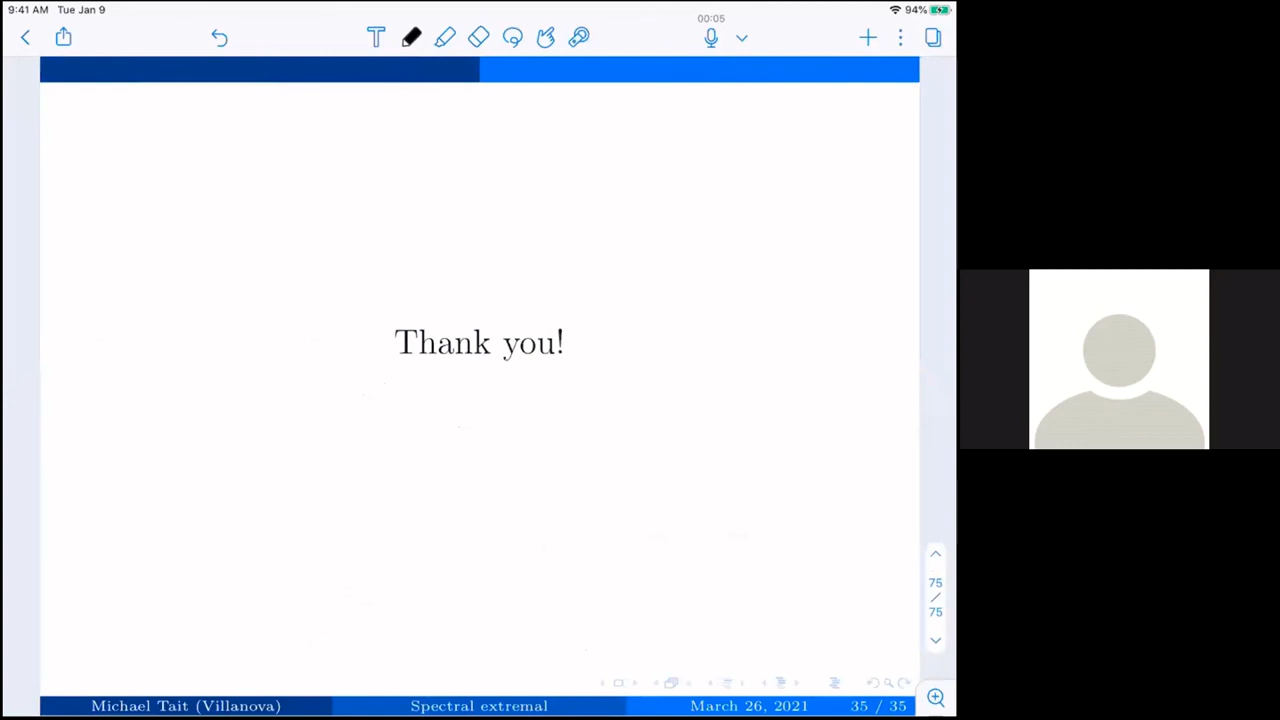 9:41 AM Tue Jan 9
94%
00:05
Thank you!
75
/
75
Michael Tait (Villanova) Spectral extremal March 26, 2021 35 / 35